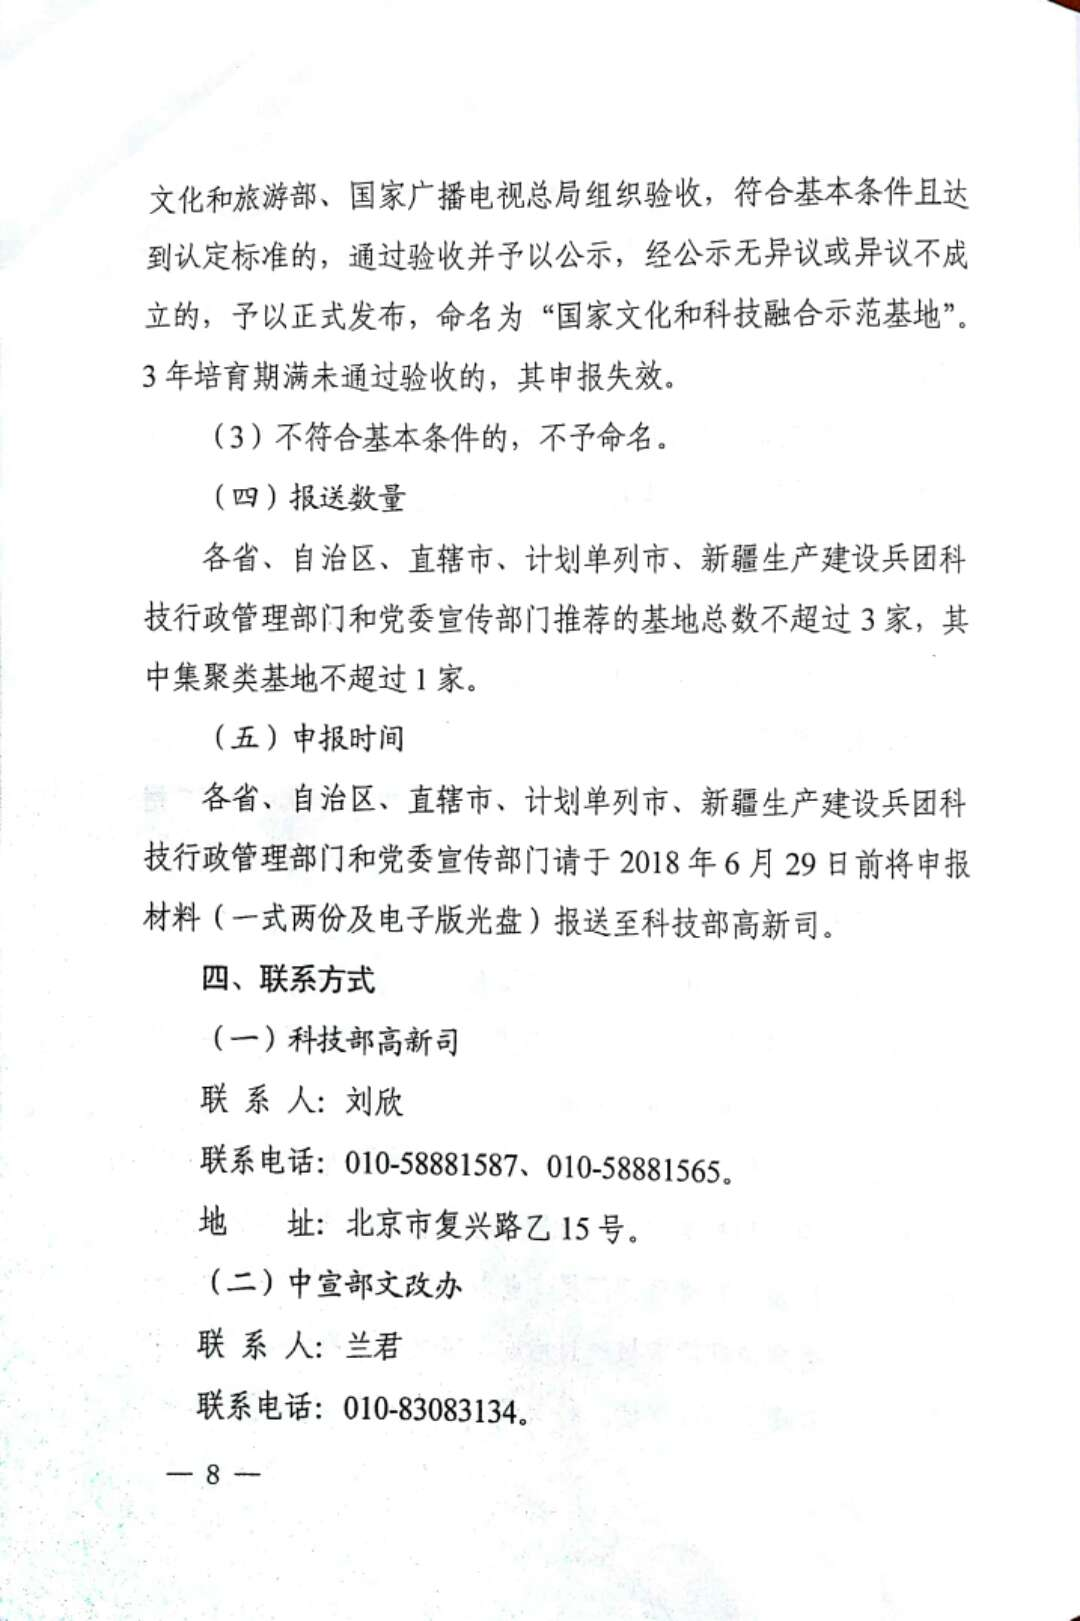 文化和旅游部、国家广播电视总局组织验收，符合基本条件且达
到认定标准的，通过验收并予以公示，经公示无异议或异议不成
立的，予以正式发布，命名为“国家文化和科技融合示范基地”。
3年培育期满未通过验收的，其申报失效。
（3）不符合基本条件的，不予命名。
（四）报送数量
各省、自治区、直辖市、计划单列市、新疆生产建设兵团科
技行政管理部门和党委宣传部门推荐的基地总数不超过3家，其
中集聚类基地不超过1家。
（五）申报时间
各省、自治区、直辖市、计划单列市、新疆生产建设兵团科
技行政管理部门和党委宣传部门请于2018年6月29日前将申报
材料（一式两份及电子版光盘）报送至科技部高新司。
四、联系方式
（一）科技部高新司
联 系 人：刘欣
联系电话：010-58881587、010-58881565。
地　　址：北京市复兴路乙15号。
（二）中宣部文改办
联 系 人：兰君
联系电话：010-83083134。
— 8 —